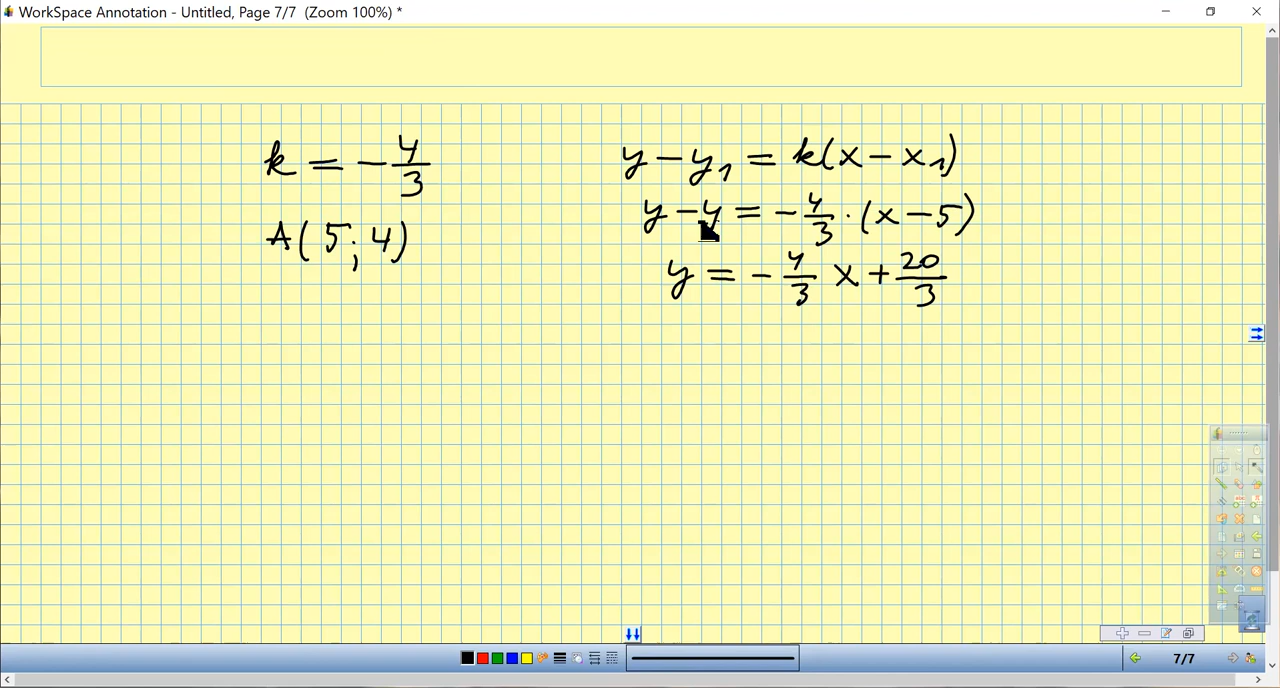 WorkSpace Annotation - Untitled, Page 7/7 (Zoom 100%) *
k = -4/3
A(5;4)
y - y₁ = k(x - x₁)
y - 4 = -4/3 · (x - 5)
y = -4/3 x + 20/3
7/7